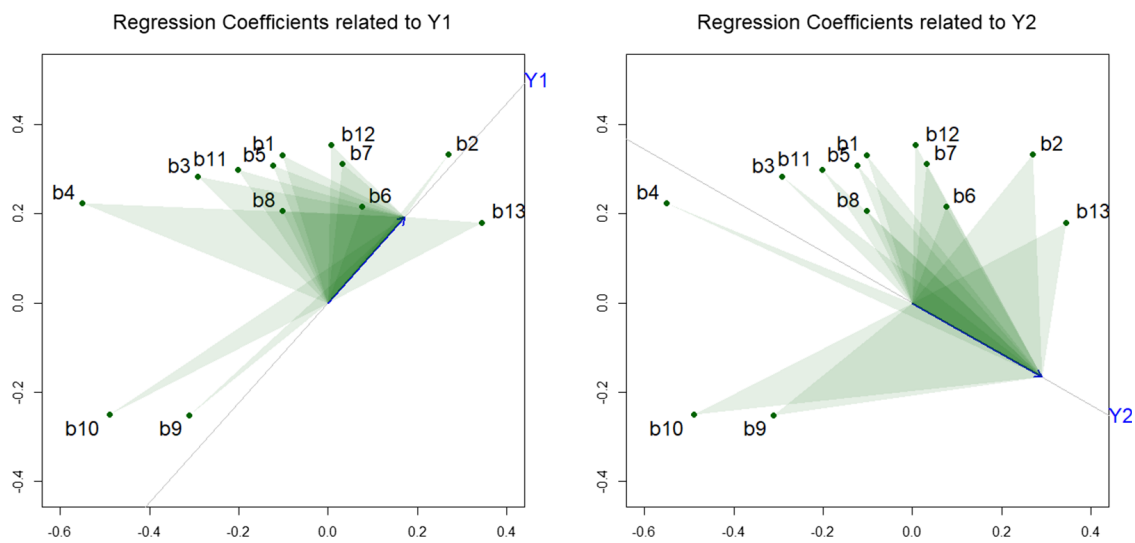 Regression Coefficients related to Y1
Y1
b12
b1
b2
b3 b11 b5 b7
b4
b8
b6
b13
b10
b9
0.4
0.2
0.0
-0.2
-0.4
-0.6 -0.4 -0.2 0.0 0.2 0.4
Regression Coefficients related to Y2
b12
b1
b2
b3 b11 b5 b7
b4
b8
b6
b13
b10
b9
Y2
0.4
0.2
0.0
-0.2
-0.4
-0.6 -0.4 -0.2 0.0 0.2 0.4